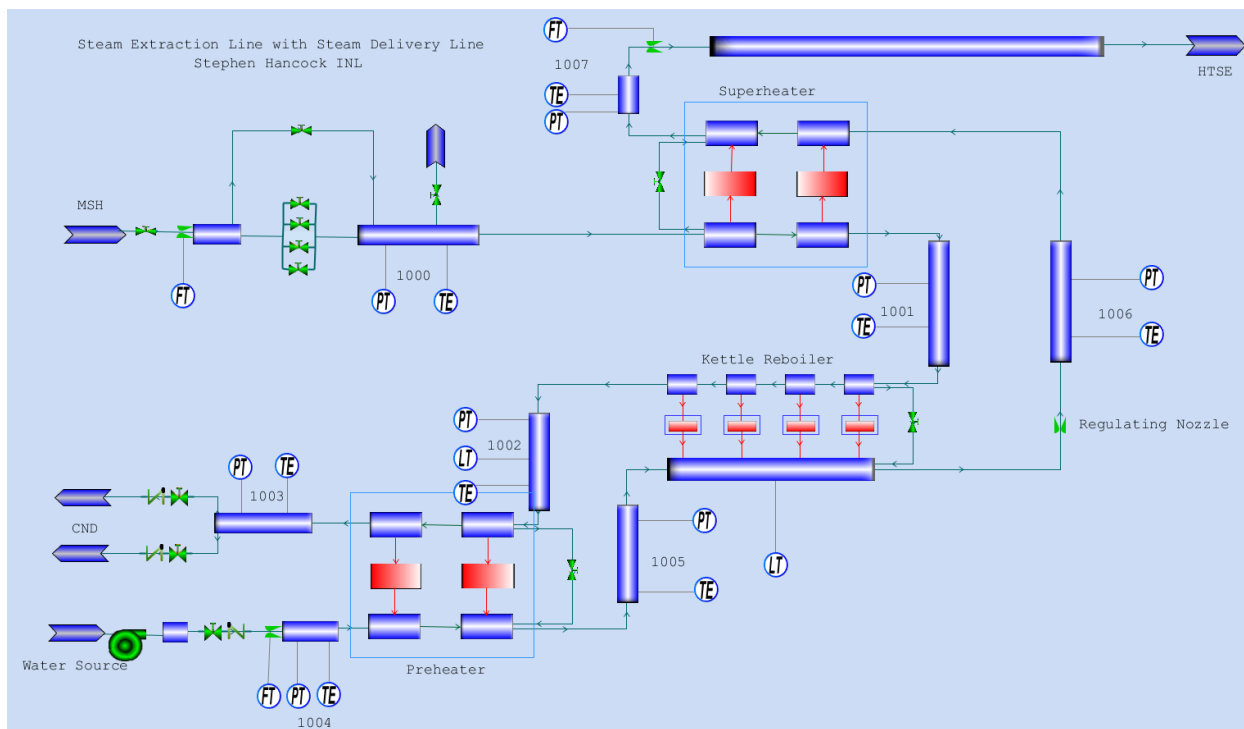 Steam Extraction Line with Steam Delivery Line
Stephen Hancock INL
FT
1007
TE
PT
HTSE
Superheater
MSH
FT
1000
PT
TE
PT
1001
TE
PT
1006
TE
Kettle Reboiler
PT
1002
LT
TE
Regulating Nozzle
PT
TE
1003
CND
PT
1005
TE
LT
Water Source
Preheater
FT
PT
TE
1004